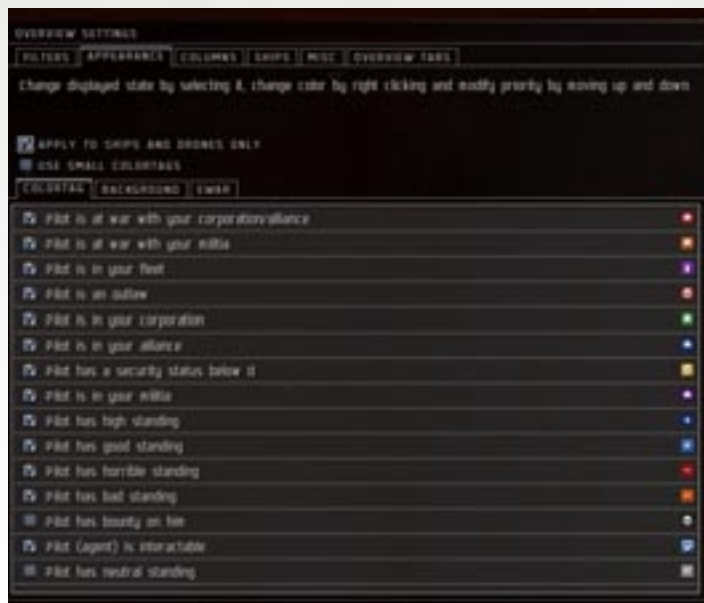 OVERVIEW SETTINGS
FILTERS APPEARANCE COLUMNS SHIPS MISC OVERVIEW TABS
Change displayed state by selecting it, change color by right clicking and modify priority by moving up and down
APPLY TO SHIPS AND DRONES ONLY
USE SMALL COLORTAGS
COLORTAG BACKGROUND EWAR
Pilot is at war with your corporation/alliance
Pilot is at war with your militia
Pilot is in your fleet
Pilot is an outlaw
Pilot is in your corporation
Pilot is in your alliance
Pilot has a security status below 0
Pilot is in your militia
Pilot has high standing
Pilot has good standing
Pilot has horrible standing
Pilot has bad standing
Pilot has bounty on him
Pilot (agent) is interactable
Pilot has neutral standing